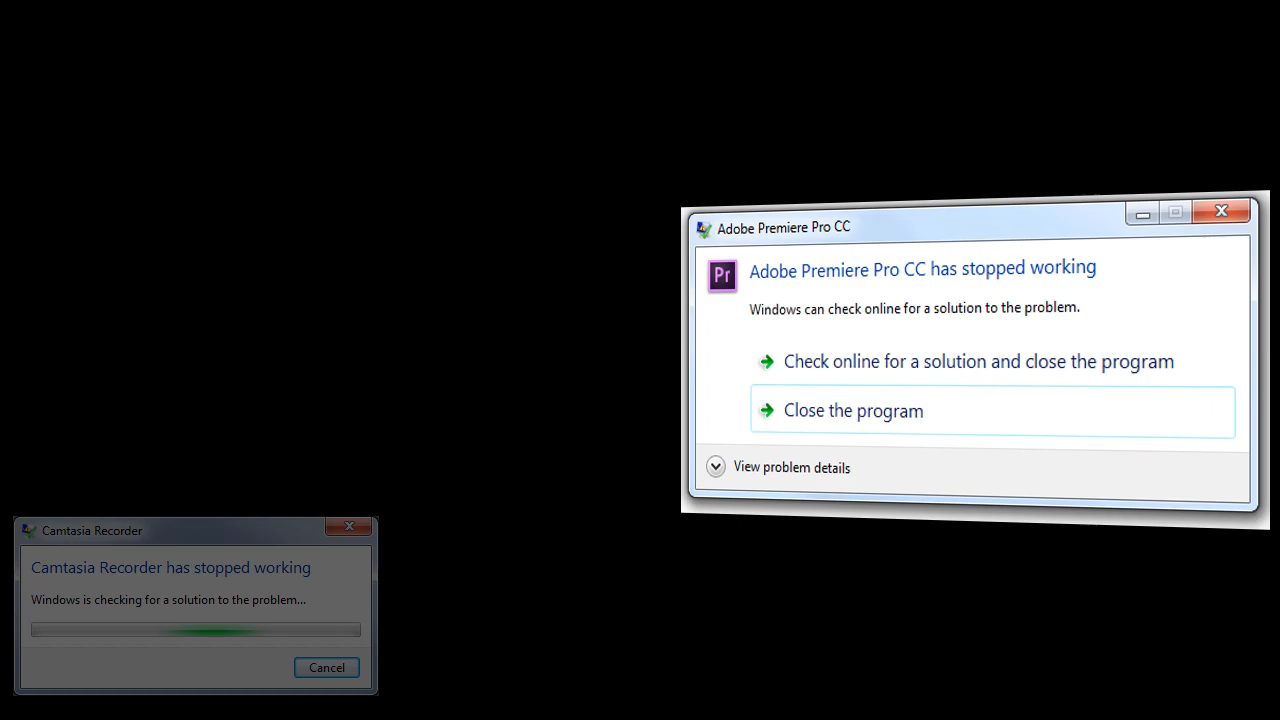 Adobe Premiere Pro CC
Pr
Adobe Premiere Pro CC has stopped working
Windows can check online for a solution to the problem.
Check online for a solution and close the program
Close the program
View problem details
Camtasia Recorder
Camtasia Recorder has stopped working
Windows is checking for a solution to the problem...
Cancel